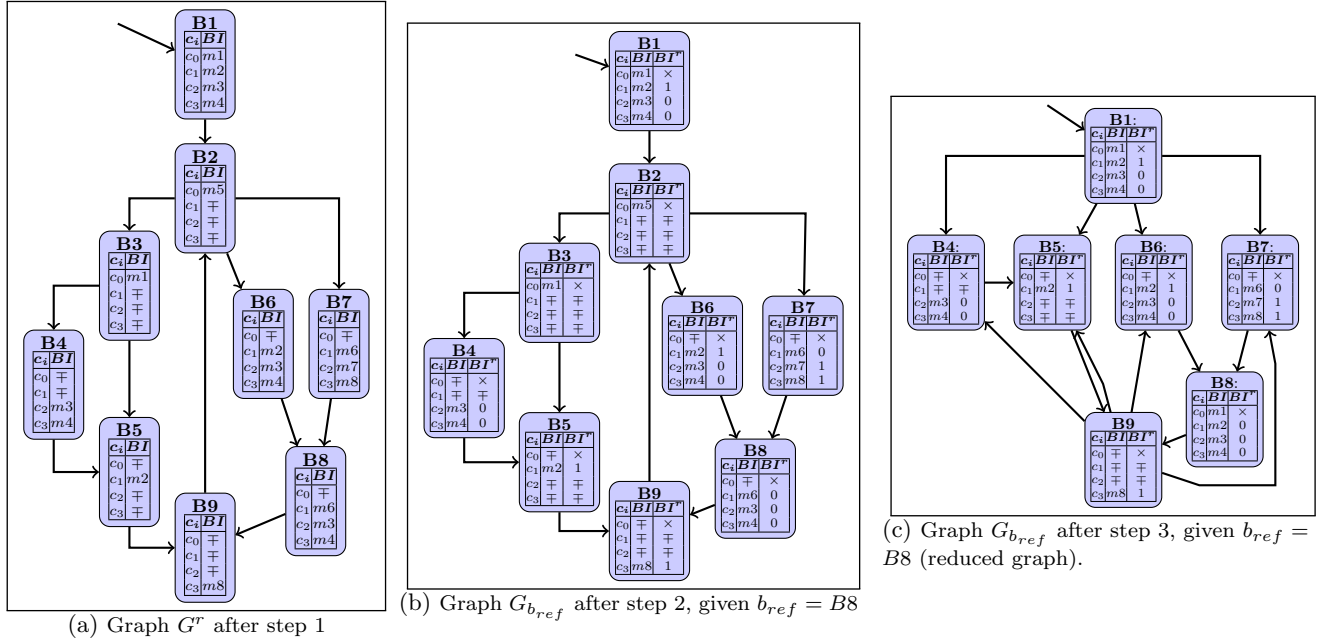 B1
c_i BI
c_0 m1
c_1 m2
c_2 m3
c_3 m4
B2
c_i BI
c_0 m5
c_1 ∓
c_2 ∓
c_3 ∓
B3
c_i BI
c_0 m1
c_1 ∓
c_2 ∓
c_3 ∓
B6
c_i BI
c_0 ∓
c_1 m2
c_2 m3
c_3 m4
B7
c_i BI
c_0 ∓
c_1 m6
c_2 m7
c_3 m8
B4
c_i BI
c_0 ∓
c_1 ∓
c_2 m3
c_3 m4
B5
c_i BI
c_0 ∓
c_1 m2
c_2 ∓
c_3 ∓
B8
c_i BI
c_0 ∓
c_1 m6
c_2 m3
c_3 m4
B9
c_i BI
c_0 ∓
c_1 ∓
c_2 ∓
c_3 m8
(a) Graph G^r after step 1
B1
c_i BI BI^r
c_0 m1 ×
c_1 m2 1
c_2 m3 0
c_3 m4 0
B2
c_i BI BI^r
c_0 m5 ×
c_1 ∓ ∓
c_2 ∓ ∓
c_3 ∓ ∓
B3
c_i BI BI^r
c_0 m1 ×
c_1 ∓ ∓
c_2 ∓ ∓
c_3 ∓ ∓
B6
c_i BI BI^r
c_0 ∓ ×
c_1 m2 1
c_2 m3 0
c_3 m4 0
B7
c_i BI BI^r
c_0 ∓ ×
c_1 m6 0
c_2 m7 1
c_3 m8 1
B4
c_i BI BI^r
c_0 ∓ ×
c_1 ∓ ∓
c_2 m3 0
c_3 m4 0
B5
c_i BI BI^r
c_0 ∓ ×
c_1 m2 1
c_2 ∓ ∓
c_3 ∓ ∓
B8
c_i BI BI^r
c_0 ∓ ×
c_1 m6 0
c_2 m3 0
c_3 m4 0
B9
c_i BI BI^r
c_0 ∓ ×
c_1 ∓ ∓
c_2 ∓ ∓
c_3 m8 1
(b) Graph G_{b_{ref}} after step 2, given b_{ref} = B8
B1:
c_i BI BI^r
c_0 m1 ×
c_1 m2 1
c_2 m3 0
c_3 m4 0
B4:
c_i BI BI^r
c_0 ∓ ×
c_1 ∓ ∓
c_2 m3 0
c_3 m4 0
B5:
c_i BI BI^r
c_0 ∓ ×
c_1 m2 1
c_2 ∓ ∓
c_3 ∓ ∓
B6:
c_i BI BI^r
c_0 ∓ ×
c_1 m2 1
c_2 m3 0
c_3 m4 0
B7:
c_i BI BI^r
c_0 ∓ ×
c_1 m6 0
c_2 m7 1
c_3 m8 1
B8:
c_i BI BI^r
c_0 m1 ×
c_1 m2 0
c_2 m3 0
c_3 m4 0
B9
c_i BI BI^r
c_0 ∓ ×
c_1 ∓ ∓
c_2 ∓ ∓
c_3 m8 1
(c) Graph G_{b_{ref}} after step 3, given b_{ref} =
B8 (reduced graph).